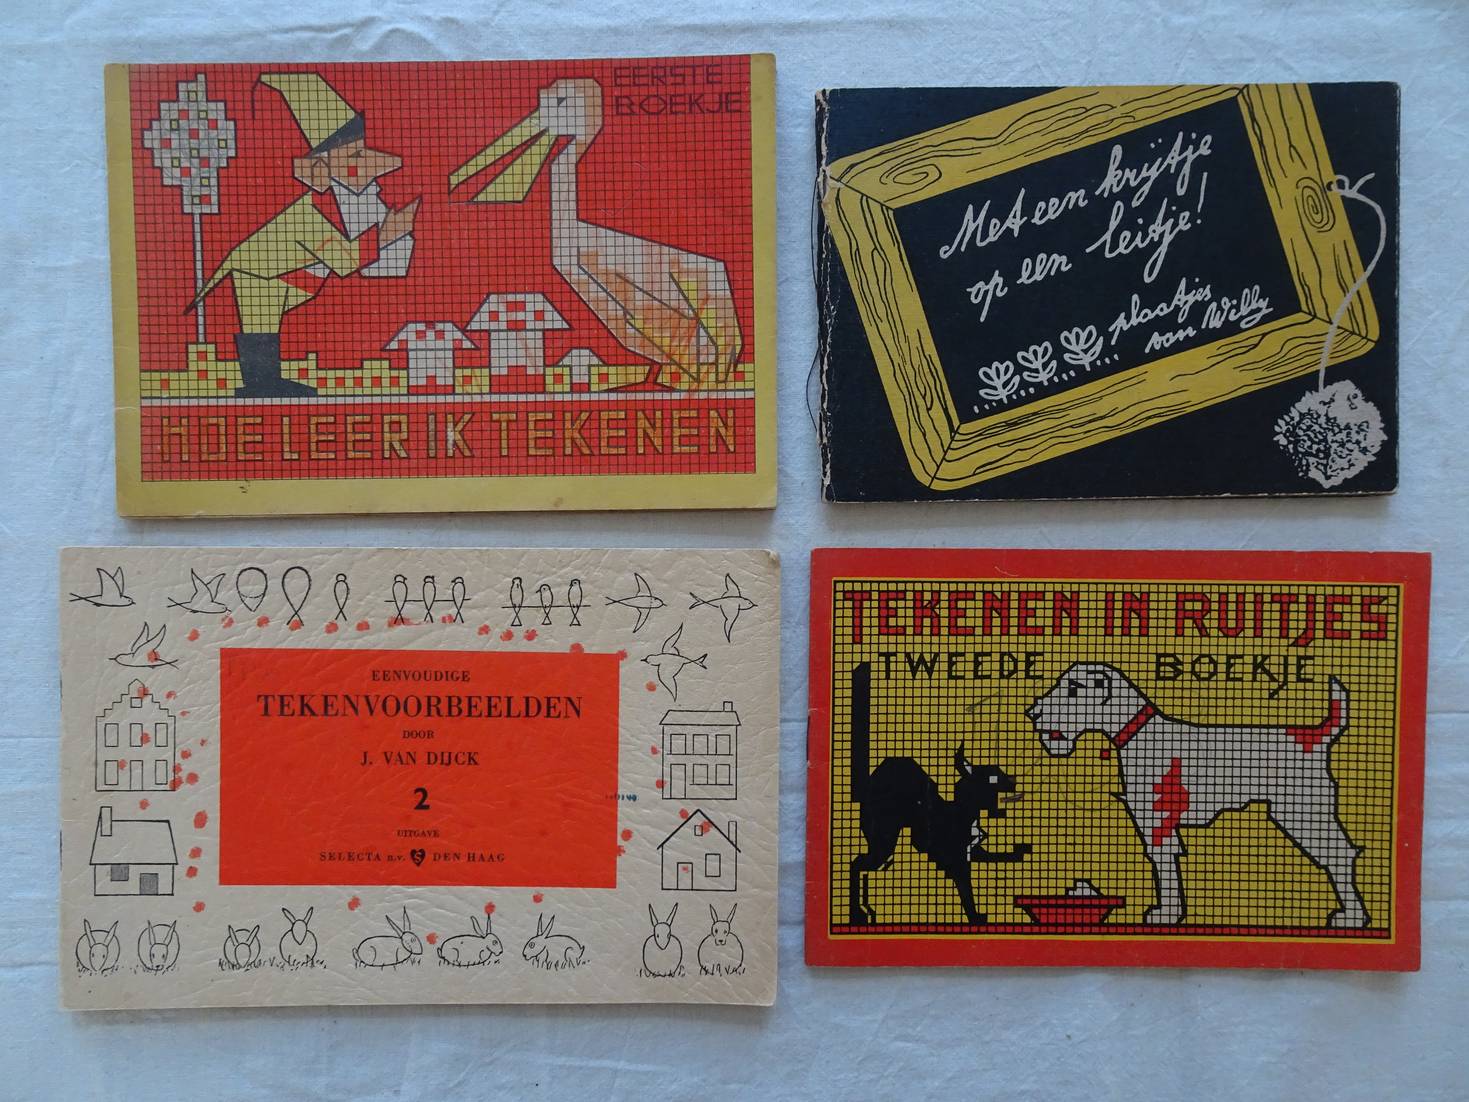 EERSTE
BOEKJE
HOE LEER IK TEKENEN
Met een krijtje
op een leitje!
plaatjes
van Willy
EENVOUDIGE
TEKENVOORBEELDEN
DOOR
J. VAN DIJCK
2
UITGAVE
SELECTA n.v. S DEN HAAG
TEKENEN IN RUITJES
TWEEDE BOEKJE